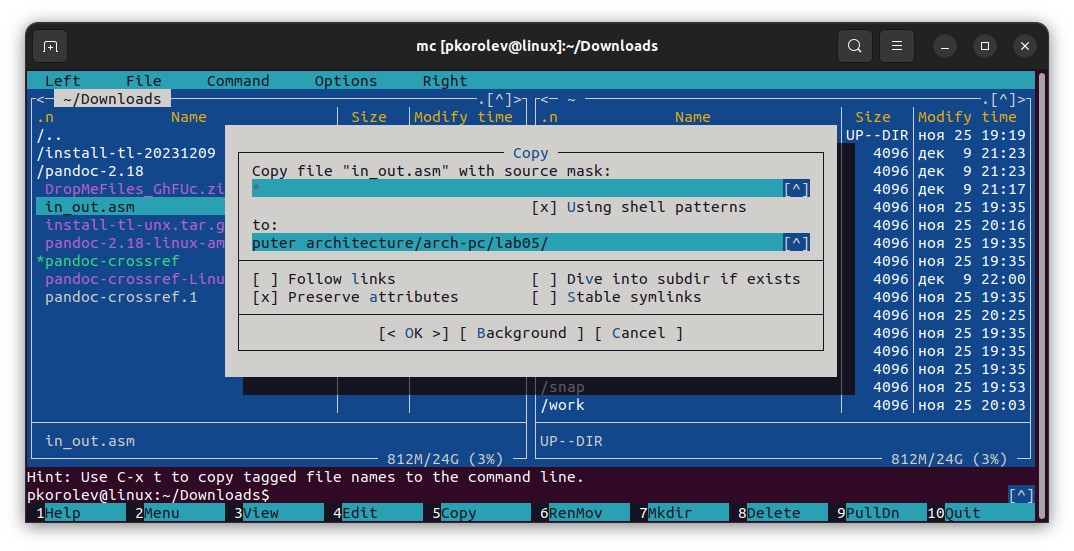 mc [pkorolev@linux]:~/Downloads
Left File Command Options Right
<- ~/Downloads .[^]> <- ~ .[^]>
.n Name Size Modify time .n Name Size Modify time
/.. UP--DIR ноя 25 19:19
/install-tl-20231209 Copy 4096 дек 9 21:23
/pandoc-2.18 Copy file "in_out.asm" with source mask: 4096 дек 9 21:23
DropMeFiles_GhFUc.zi * [^] 4096 дек 9 21:17
in_out.asm [x] Using shell patterns 4096 ноя 25 19:35
install-tl-unx.tar.g to: 4096 ноя 25 20:16
pandoc-2.18-linux-am puter architecture/arch-pc/lab05/ [^] 4096 ноя 25 19:35
*pandoc-crossref 4096 ноя 25 19:35
pandoc-crossref-Linu [ ] Follow links [ ] Dive into subdir if exists 4096 дек 9 22:00
pandoc-crossref.1 [x] Preserve attributes [ ] Stable symlinks 4096 ноя 25 19:35
4096 ноя 25 20:25
[< OK >] [ Background ] [ Cancel ] 4096 ноя 25 19:35
4096 ноя 25 19:35
4096 ноя 25 19:35
/snap 4096 ноя 25 19:53
/work 4096 ноя 25 20:03
in_out.asm UP--DIR
812M/24G (3%) 812M/24G (3%)
Hint: Use C-x t to copy tagged file names to the command line.
pkorolev@linux:~/Downloads$ [^]
1Help 2Menu 3View 4Edit 5Copy 6RenMov 7Mkdir 8Delete 9PullDn 10Quit